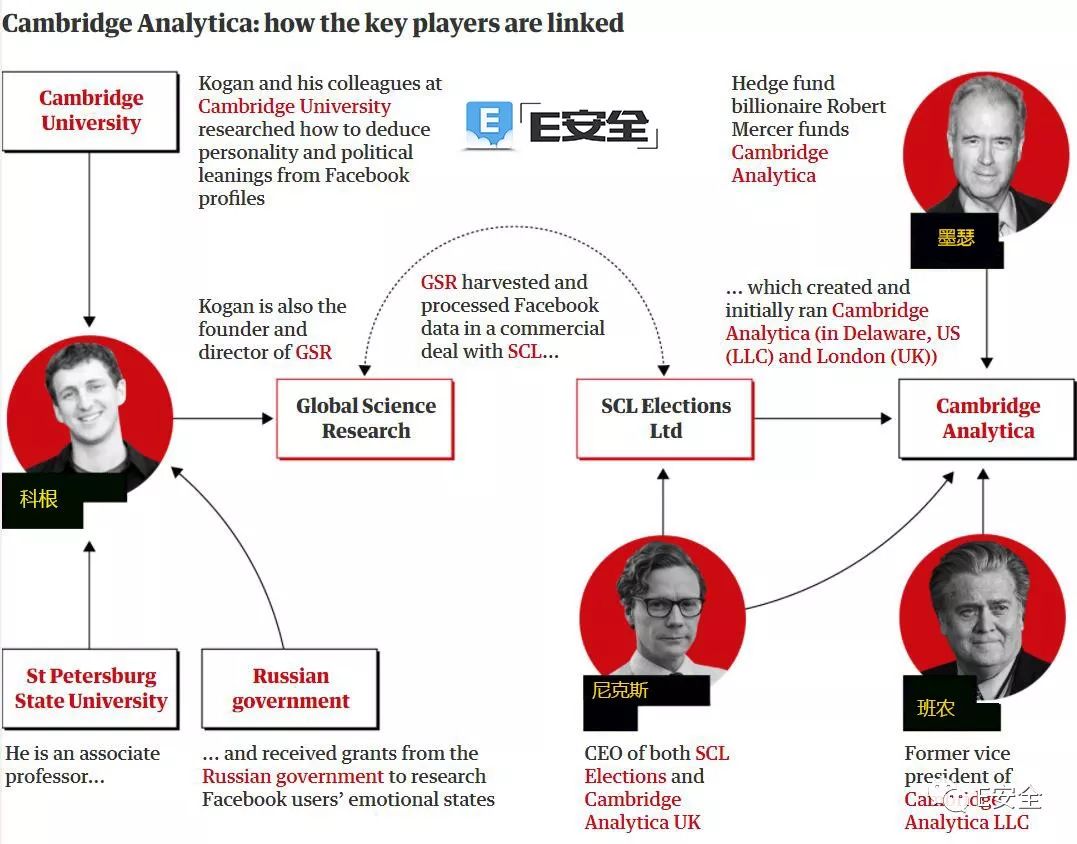 Cambridge Analytica: how the key players are linked
Cambridge
University
Kogan and his colleagues at
Cambridge University
researched how to deduce
personality and political
leanings from Facebook
profiles
E
E安全
Hedge fund
billionaire Robert
Mercer funds
Cambridge
Analytica
墨瑟
Kogan is also the
founder and
director of GSR
GSR harvested and
processed Facebook
data in a commercial
deal with SCL...
... which created and
initially ran Cambridge
Analytica (in Delaware, US
(LLC) and London (UK))
科根
Global Science
Research
SCL Elections
Ltd
Cambridge
Analytica
St Petersburg
State University
Russian
government
尼克斯
班农
He is an associate
professor...
... and received grants from the
Russian government to research
Facebook users’ emotional states
CEO of both SCL
Elections and
Cambridge
Analytica UK
Former vice
president of
Cambridge
Analytica LLC
E安全